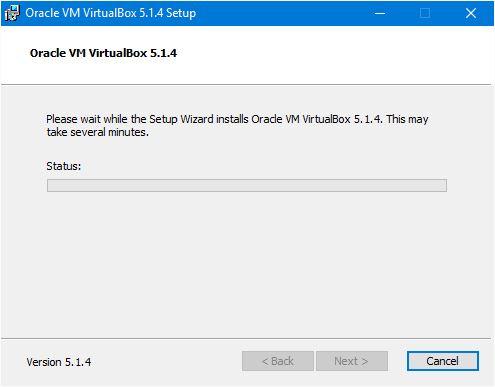 Oracle VM VirtualBox 5.1.4 Setup
Oracle VM VirtualBox 5.1.4
Please wait while the Setup Wizard installs Oracle VM VirtualBox 5.1.4. This may
take several minutes.
Status:
Version 5.1.4
< Back
Next >
Cancel